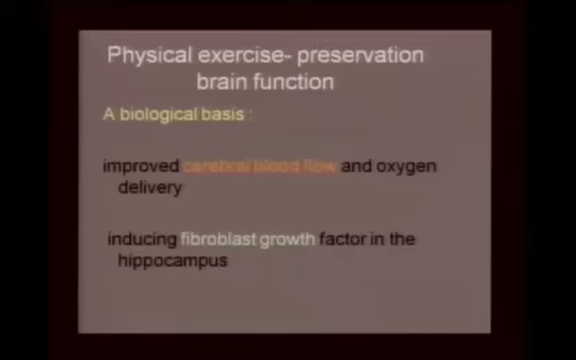 Physical exercise- preservation
brain function
A biological basis :
improved cerebral blood flow and oxygen
delivery
inducing fibroblast growth factor in the
hippocampus